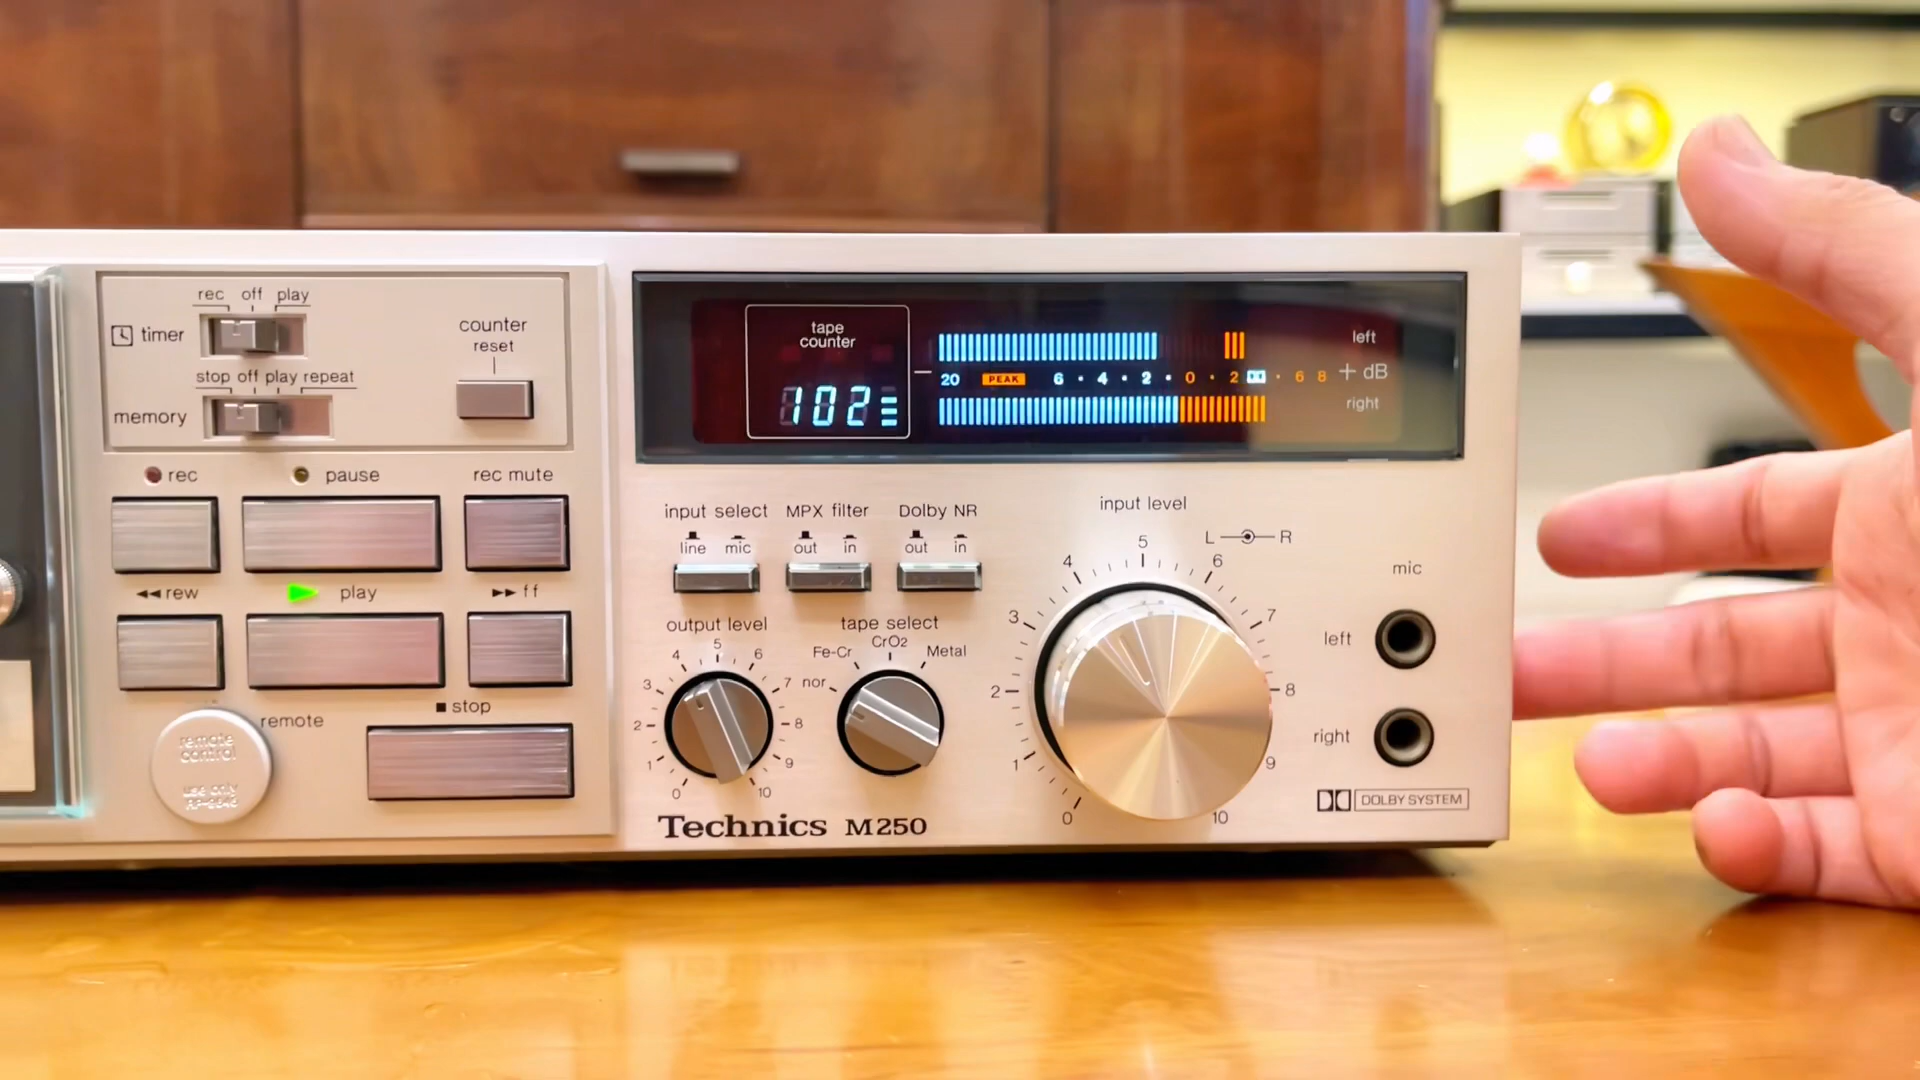 rec off play
timer
stop off play repeat
memory
counter
reset
rec
pause
rec mute
◀◀ rew
▶ play
▶▶ ff
remote
■ stop
remote
control
use only
tape
counter
102
left
− 20 PEAK 6 · 4 · 2 · 0 · 2 · 6 8 + dB
right
input select
line mic
MPX filter
out in
Dolby NR
out in
output level
0 1 2 3 4 5 6 7 8 9 10
tape select
nor Fe-Cr CrO2 Metal
input level
L R
0 1 2 3 4 5 6 7 8 9 10
mic
left
right
DOLBY SYSTEM
Technics M250